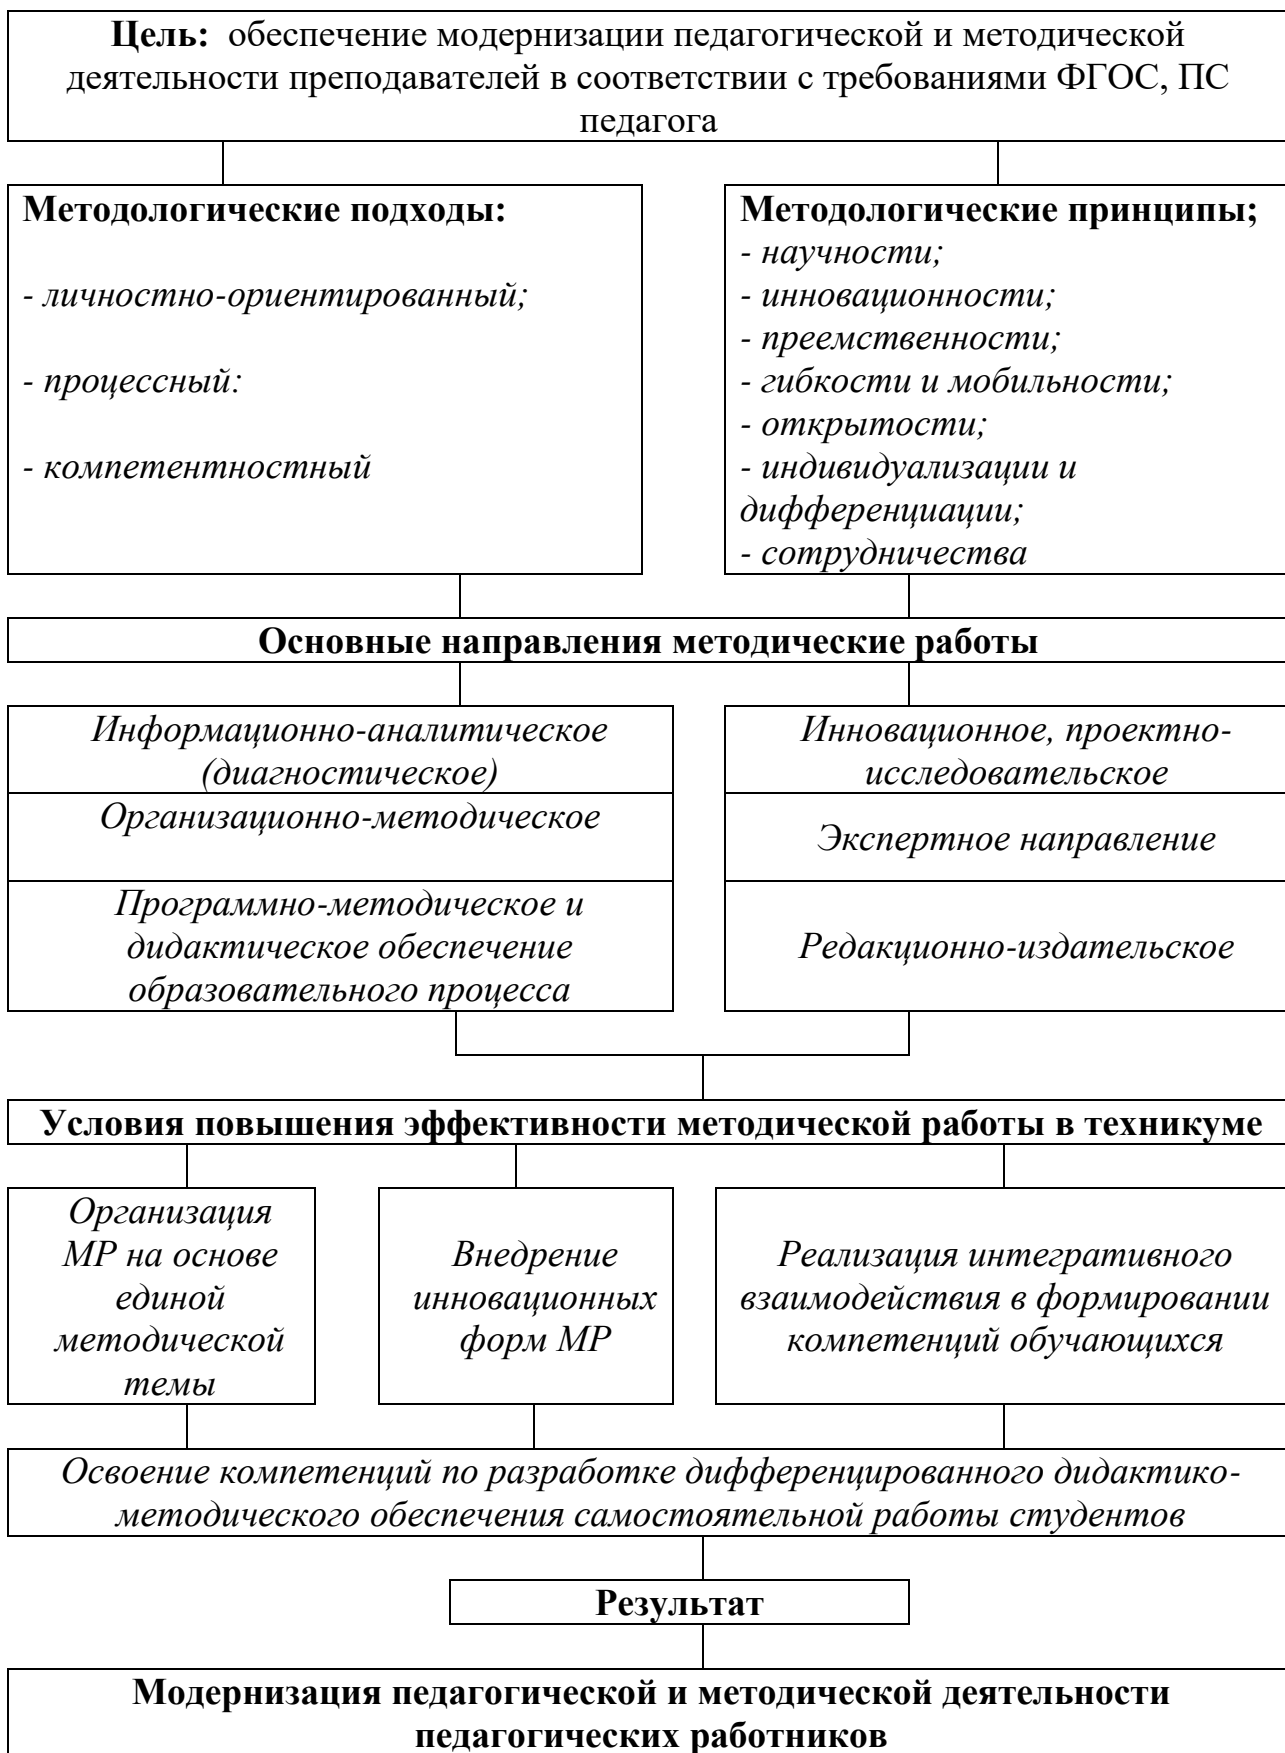 Цель:  обеспечение модернизации педагогической и методической
деятельности преподавателей в соответствии с требованиями ФГОС, ПС
педагога
Методологические подходы:
- личностно-ориентированный;
- процессный:
- компетентностный
Методологические принципы;
- научности;
- инновационности;
- преемственности;
- гибкости и мобильности;
- открытости;
- индивидуализации и
дифференциации;
- сотрудничества
Основные направления методические работы
Информационно-аналитическое
(диагностическое)
Организационно-методическое
Программно-методическое и
дидактическое обеспечение
образовательного процесса
Инновационное, проектно-
исследовательское
Экспертное направление
Редакционно-издательское
Условия повышения эффективности методической работы в техникуме
Организация
МР на основе
единой
методической
темы
Внедрение
инновационных
форм МР
Реализация интегративного
взаимодействия в формировании
компетенций обучающихся
Освоение компетенций по разработке дифференцированного дидактико-
методического обеспечения самостоятельной работы студентов
Результат
Модернизация педагогической и методической деятельности
педагогических работников